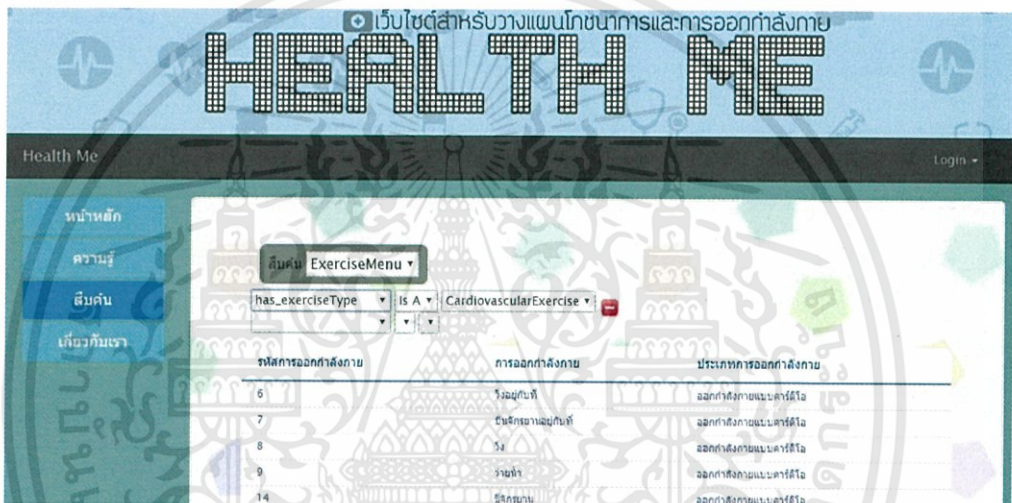 เว็บไซต์สำหรับวางแผนโภชนาการและการออกกำลังกาย
HEALTH ME
Health Me
Login
หน้าหลัก
ความรู้
สืบค้น
เกี่ยวกับเรา
สืบค้น ExerciseMenu
has_exerciseType Is A CardiovascularExercise
รหัสการออกกำลังกาย การออกกำลังกาย ประเภทการออกกำลังกาย
6 วิ่งอยู่กับที่ ออกกำลังกายแบบคาร์ดิโอ
7 ปั่นจักรยานอยู่กับที่ ออกกำลังกายแบบคาร์ดิโอ
8 วิ่ง ออกกำลังกายแบบคาร์ดิโอ
9 ว่ายน้ำ ออกกำลังกายแบบคาร์ดิโอ
14 ขี่จักรยาน ออกกำลังกายแบบคาร์ดิโอ